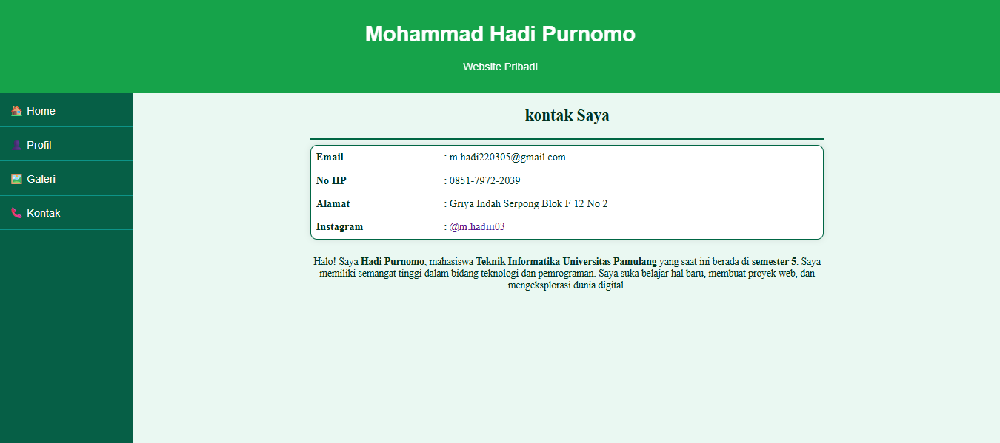 Mohammad Hadi Purnomo
Website Pribadi
Home
Profil
Galeri
Kontak
kontak Saya
Email : m.hadi220305@gmail.com
No HP : 0851-7972-2039
Alamat : Griya Indah Serpong Blok F 12 No 2
Instagram : @m.hadiii03
Halo! Saya Hadi Purnomo, mahasiswa Teknik Informatika Universitas Pamulang yang saat ini berada di semester 5. Saya
memiliki semangat tinggi dalam bidang teknologi dan pemrograman. Saya suka belajar hal baru, membuat proyek web, dan
mengeksplorasi dunia digital.